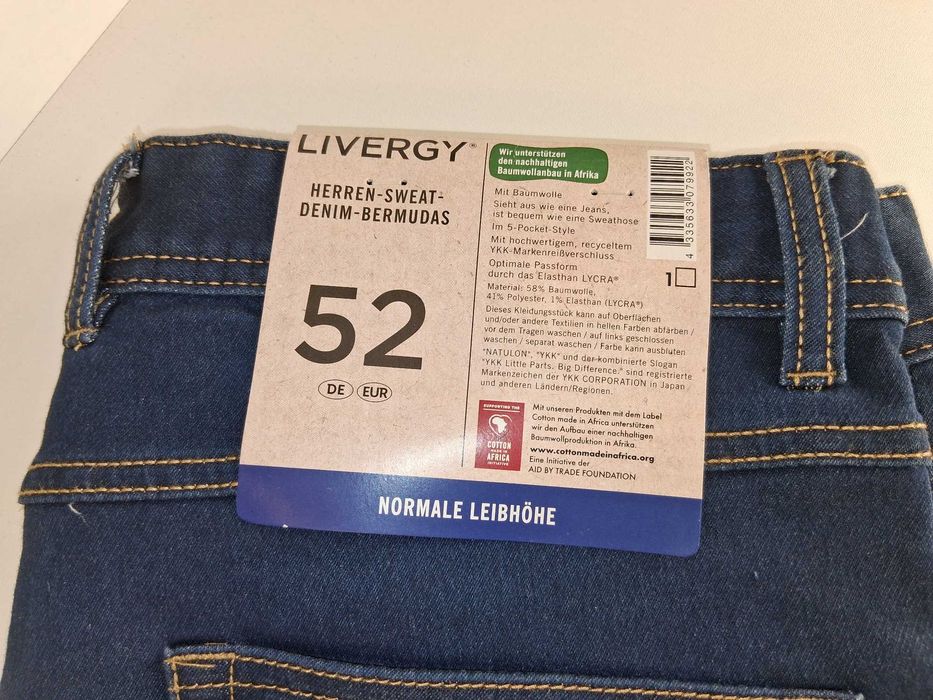 LIVERGY®
HERREN-SWEAT-
DENIM-BERMUDAS
52
DE EUR
Wir unterstützen
den nachhaltigen
Baumwollanbau in Afrika
Mit Baumwolle
Sieht aus wie eine Jeans,
ist bequem wie eine Sweathose
Im 5-Pocket-Style
Mit hochwertigem, recyceltem
YKK-Markenreißverschluss
Optimale Passform
durch das Elasthan LYCRA®
Material: 58% Baumwolle,
41% Polyester, 1% Elasthan (LYCRA®)
Dieses Kleidungsstück kann auf Oberflächen
und/oder andere Textilien in hellen Farben abfärben /
vor dem Tragen waschen / auf links geschlossen
waschen / separat waschen / Farbe kann ausbluten
"NATULON", "YKK" und der kombinierte Slogan
"YKK Little Parts. Big Difference." sind registrierte
Markenzeichen der YKK CORPORATION in Japan
und anderen Ländern/Regionen.
4 335633 079922
1
SUPPORTING THE
COTTON
MADE IN
AFRICA
INITIATIVE
Mit unseren Produkten mit dem Label
Cotton made in Africa unterstützen
wir den Aufbau einer nachhaltigen
Baumwollproduktion in Afrika.
www.cottonmadeinafrica.org
Eine Initiative der
AID BY TRADE FOUNDATION
NORMALE LEIBHÖHE